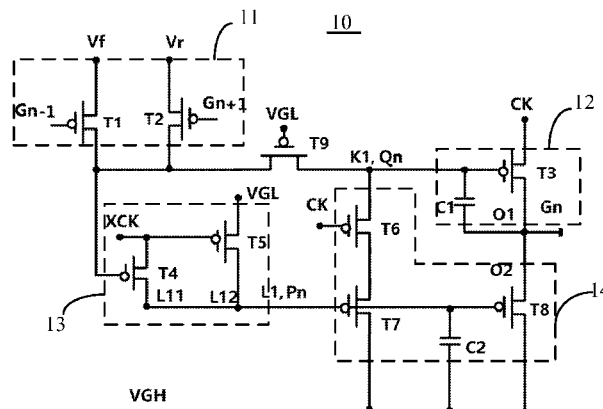 11
10
Vf
Vr
Gn-1
T1
T2
Gn+1
VGL
T9
CK
12
K1, Qn
T3
C1
O1
Gn
VGL
XCK
CK
T6
T5
T4
O2
L11
L12
L1, Pn
13
T7
T8
14
C2
VGH